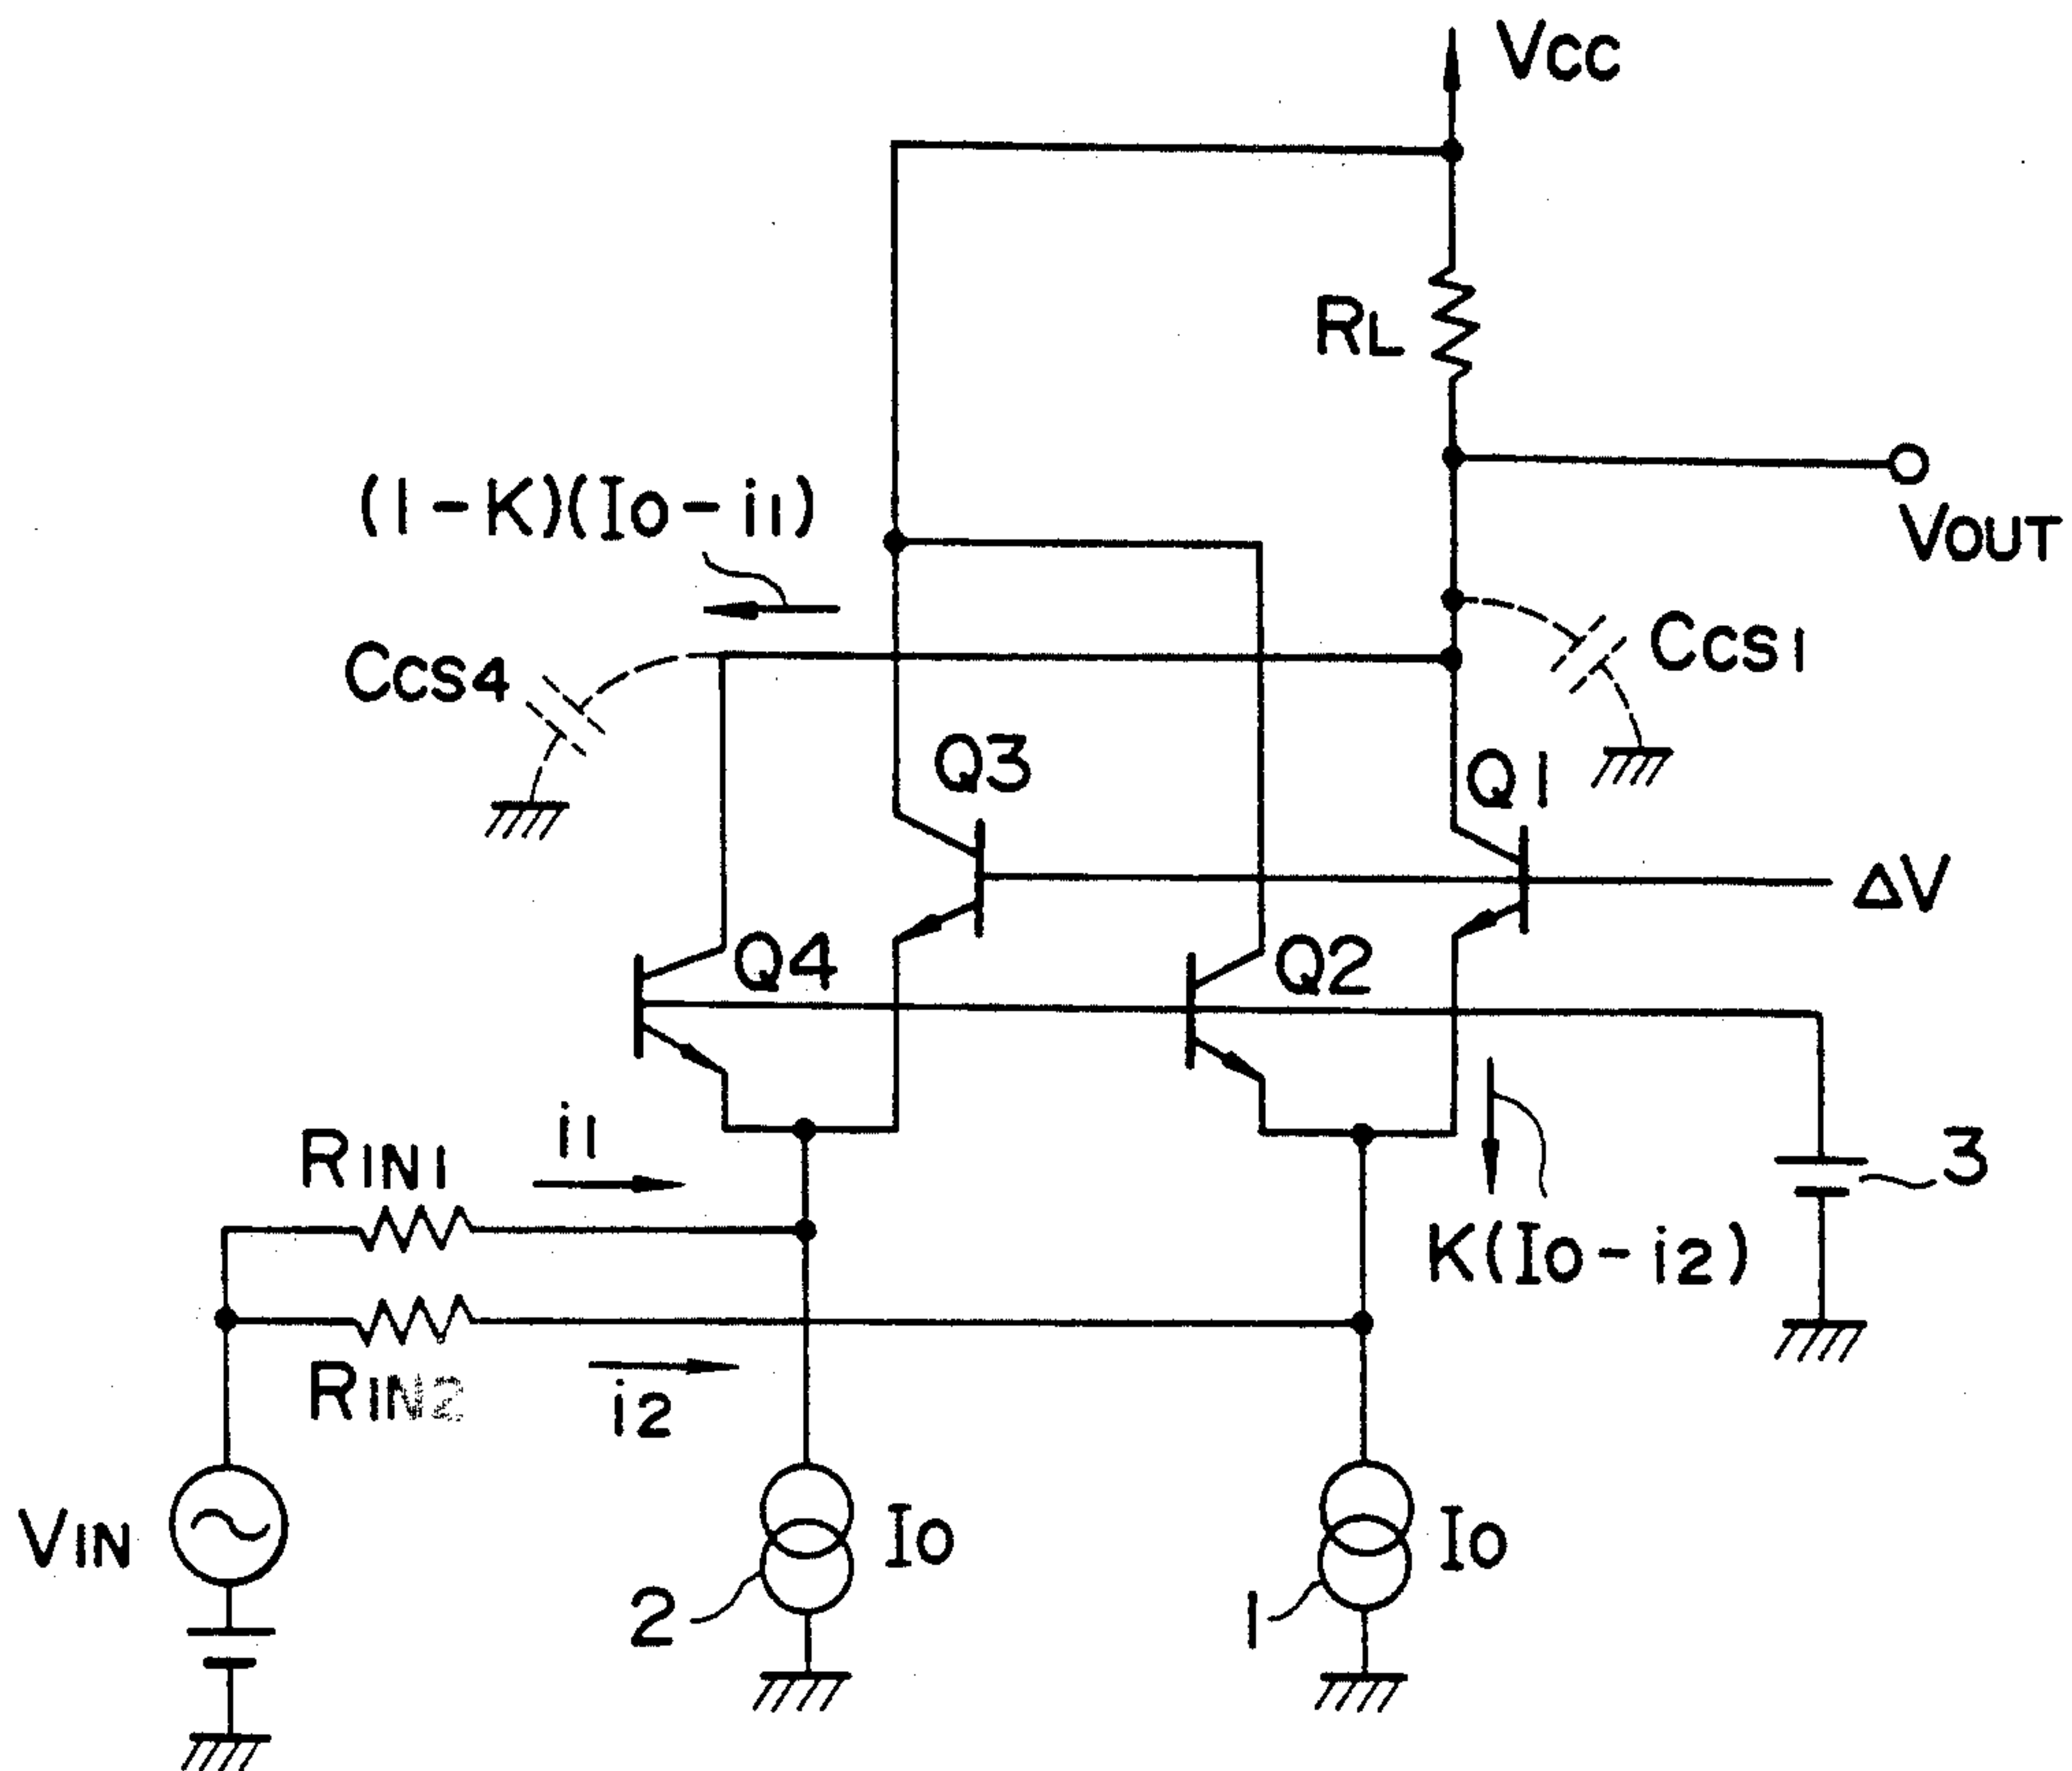 VCC
RL
VOUT
(1-K)(Io-i1)
CCS4
CCS1
Q3
Q1
ΔV
Q4
Q2
i1
RIN1
3
K(Io-i2)
RIN2
i2
VIN
Io
Io
2
1